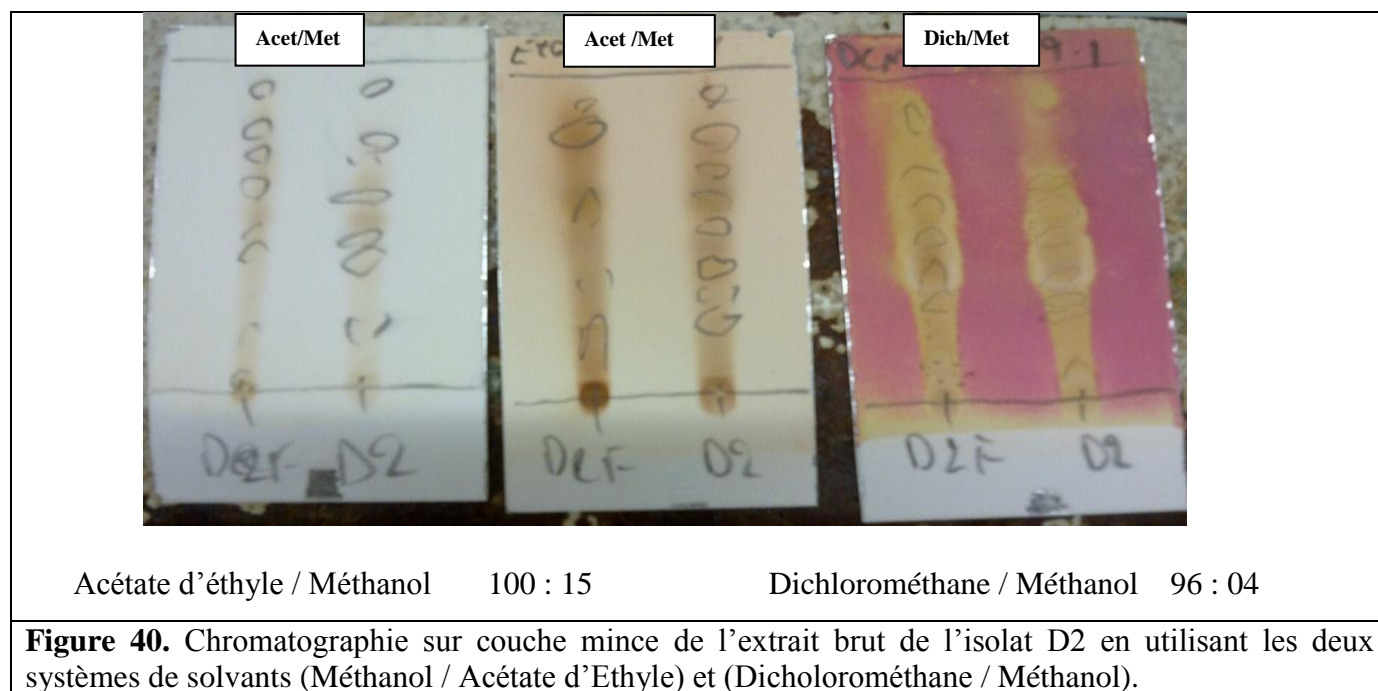 Acet/Met
Acet /Met
Dich/Met
9-1
D2F
D2
D2F
D2
D2F
D2
Acétate d’éthyle / Méthanol 100 : 15 Dichlorométhane / Méthanol 96 : 04
Figure 40. Chromatographie sur couche mince de l’extrait brut de l’isolat D2 en utilisant les deux
systèmes de solvants (Méthanol / Acétate d’Ethyle) et (Dicholorométhane / Méthanol).